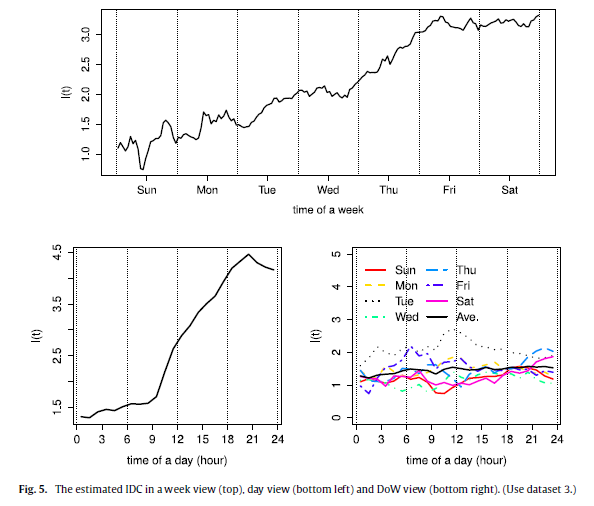 3.0
2.5
2.0
1.5
1.0
I(t)
Sun Mon Tue Wed Thu Fri Sat
time of a week
4.5
3.5
2.5
1.5
I(t)
0 3 6 9 12 15 18 21 24
time of a day (hour)
5
4
3
2
1
0
I(t)
Sun Thu
Mon Fri
Tue Sat
Wed Ave.
0 3 6 9 12 15 18 21 24
time of a day (hour)
Fig. 5. The estimated IDC in a week view (top), day view (bottom left) and DoW view (bottom right). (Use dataset 3.)